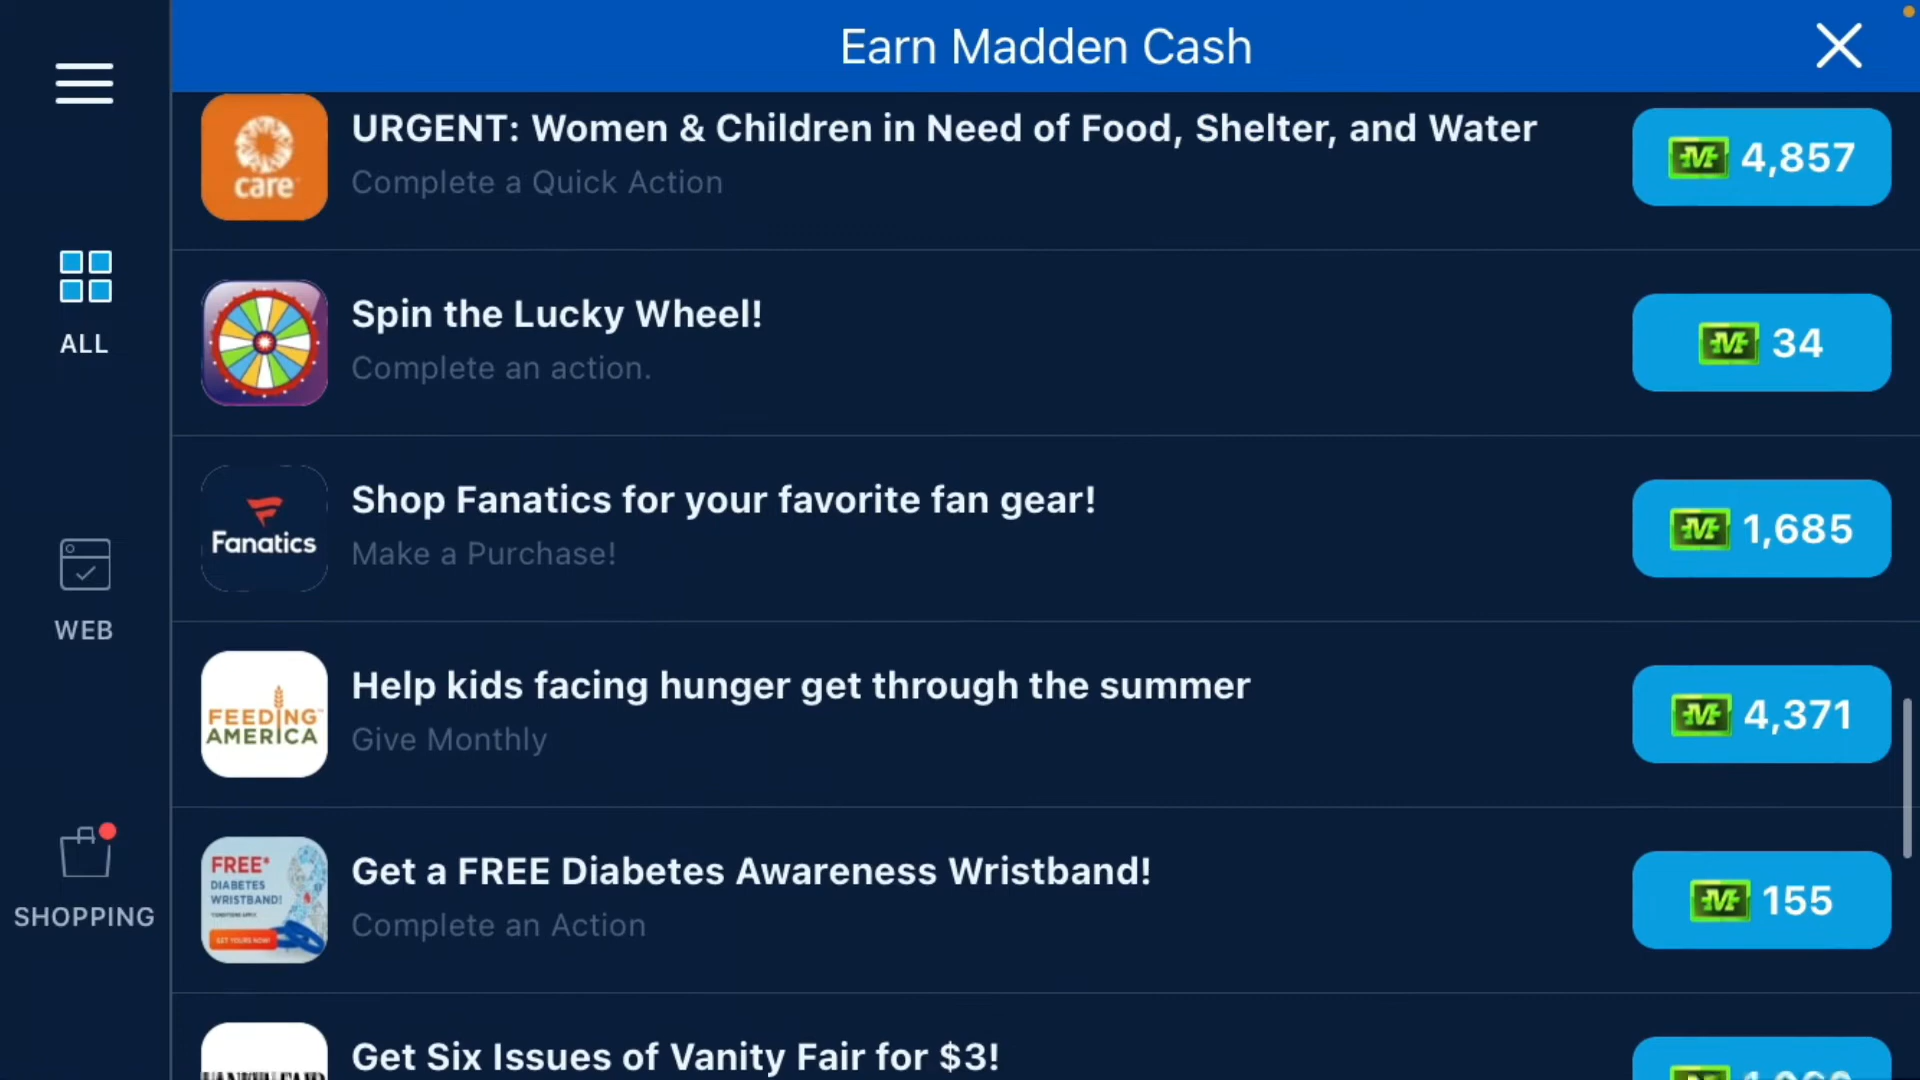 Earn Madden Cash
care
URGENT: Women & Children in Need of Food, Shelter, and Water
Complete a Quick Action
4,857
ALL
Spin the Lucky Wheel!
Complete an action.
34
Fanatics
Shop Fanatics for your favorite fan gear!
Make a Purchase!
1,685
WEB
FEEDING
AMERICA
Help kids facing hunger get through the summer
Give Monthly
4,371
SHOPPING
FREE*
DIABETES
WRISTBAND!
GET YOURS NOW!
Get a FREE Diabetes Awareness Wristband!
Complete an Action
155
Get Six Issues of Vanity Fair for $3!